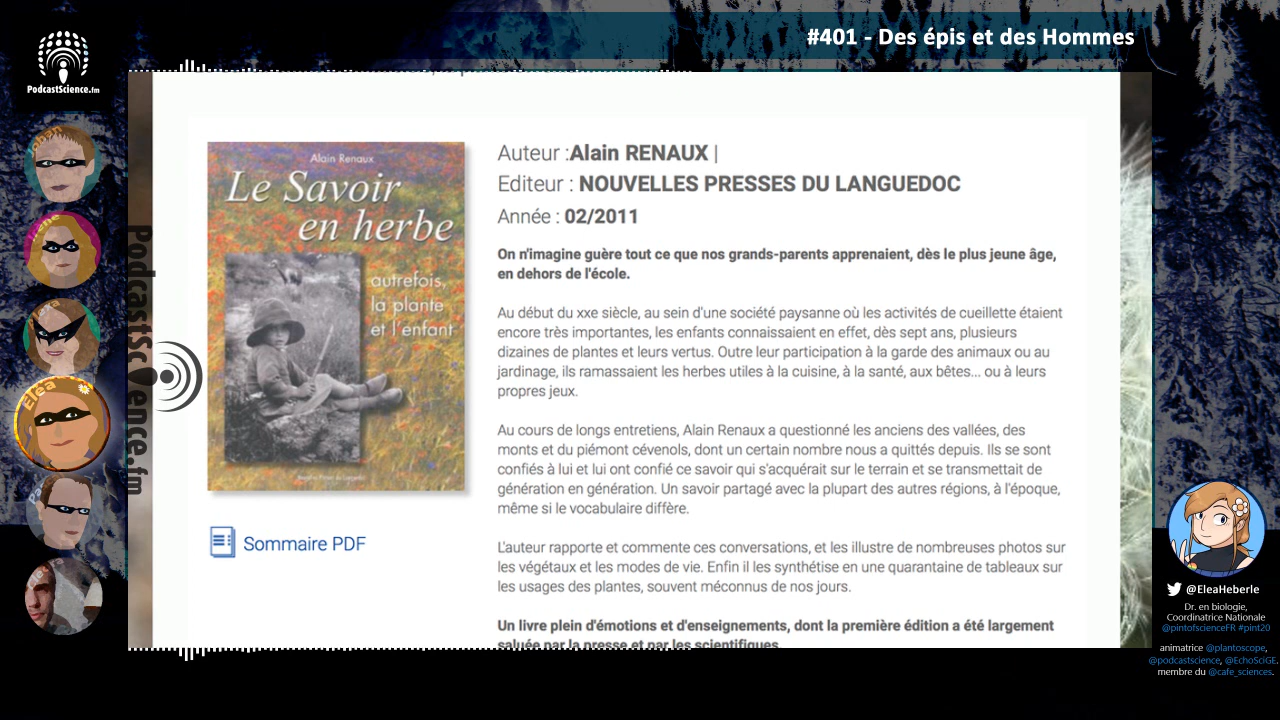 #401 - Des épis et des Hommes
PodcastScience.fm
Alain Renaux
Le Savoir
en herbe
autrefois,
la plante
et l'enfant
Sommaire PDF
Auteur :Alain RENAUX |
Editeur : NOUVELLES PRESSES DU LANGUEDOC
Année : 02/2011
On n'imagine guère tout ce que nos grands-parents apprenaient, dès le plus jeune âge,
en dehors de l'école.
Au début du xxe siècle, au sein d'une société paysanne où les activités de cueillette étaient
encore très importantes, les enfants connaissaient en effet, dès sept ans, plusieurs
dizaines de plantes et leurs vertus. Outre leur participation à la garde des animaux ou au
jardinage, ils ramassaient les herbes utiles à la cuisine, à la santé, aux bêtes... ou à leurs
propres jeux.
Au cours de longs entretiens, Alain Renaux a questionné les anciens des vallées, des
monts et du piémont cévenols, dont un certain nombre nous a quittés depuis. Ils se sont
confiés à lui et lui ont confié ce savoir qui s'acquérait sur le terrain et se transmettait de
génération en génération. Un savoir partagé avec la plupart des autres régions, à l'époque,
même si le vocabulaire diffère.
L'auteur rapporte et commente ces conversations, et les illustre de nombreuses photos sur
les végétaux et les modes de vie. Enfin il les synthétise en une quarantaine de tableaux sur
les usages des plantes, souvent méconnus de nos jours.
Un livre plein d'émotions et d'enseignements, dont la première édition a été largement
saluée par la presse et par les scientifiques.
Eléa
PodcastScience.fm
@EleaHeberle
Dr. en biologie,
Coordinatrice Nationale
@pintofscienceFR #pint20
animatrice @plantoscope,
@podcastscience, @EchoSciGE.
membre du @cafe_sciences.